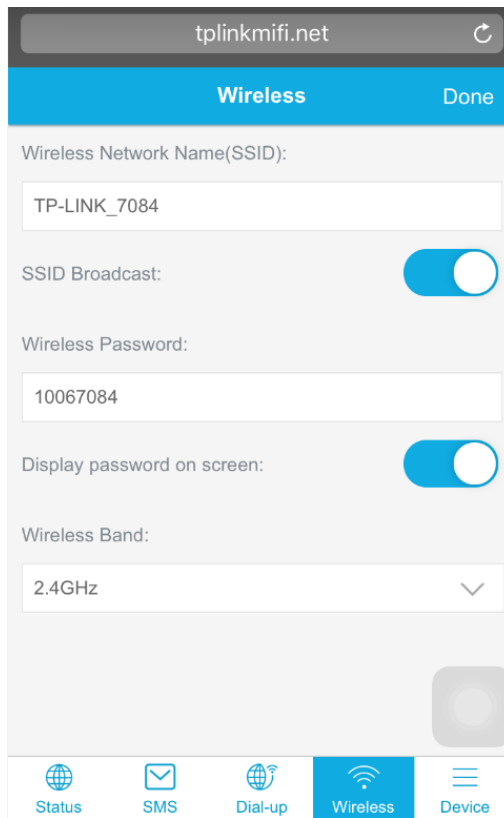 tplinkmifi.net
Wireless
Done
Wireless Network Name(SSID):
TP-LINK_7084
SSID Broadcast:
Wireless Password:
10067084
Display password on screen:
Wireless Band:
2.4GHz
Status
SMS
Dial-up
Wireless
Device